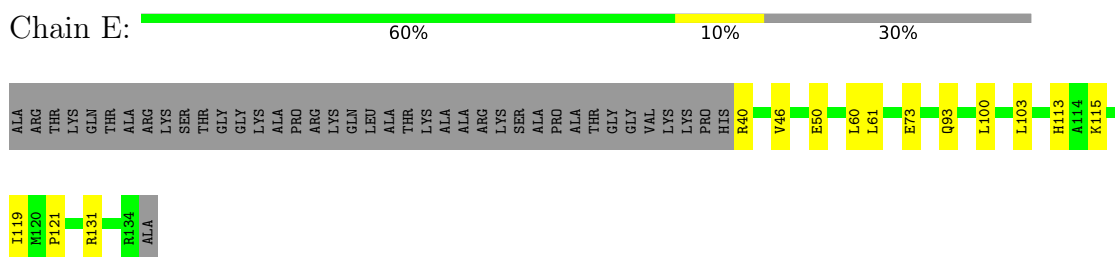 Chain E:
60% 10% 30%
ALA ARG THR LYS GLN THR ALA ARG LYS SER THR GLY GLY LYS ALA PRO ARG LYS GLN LEU ALA THR LYS ALA ALA ARG LYS SER ALA PRO ALA THR GLY GLY VAL LYS LYS PRO HIS R40 V46 E50 L60 L61 E73 Q93 L100 L103 H113 A114 K115
I119 M120 P121 R131 R134 ALA